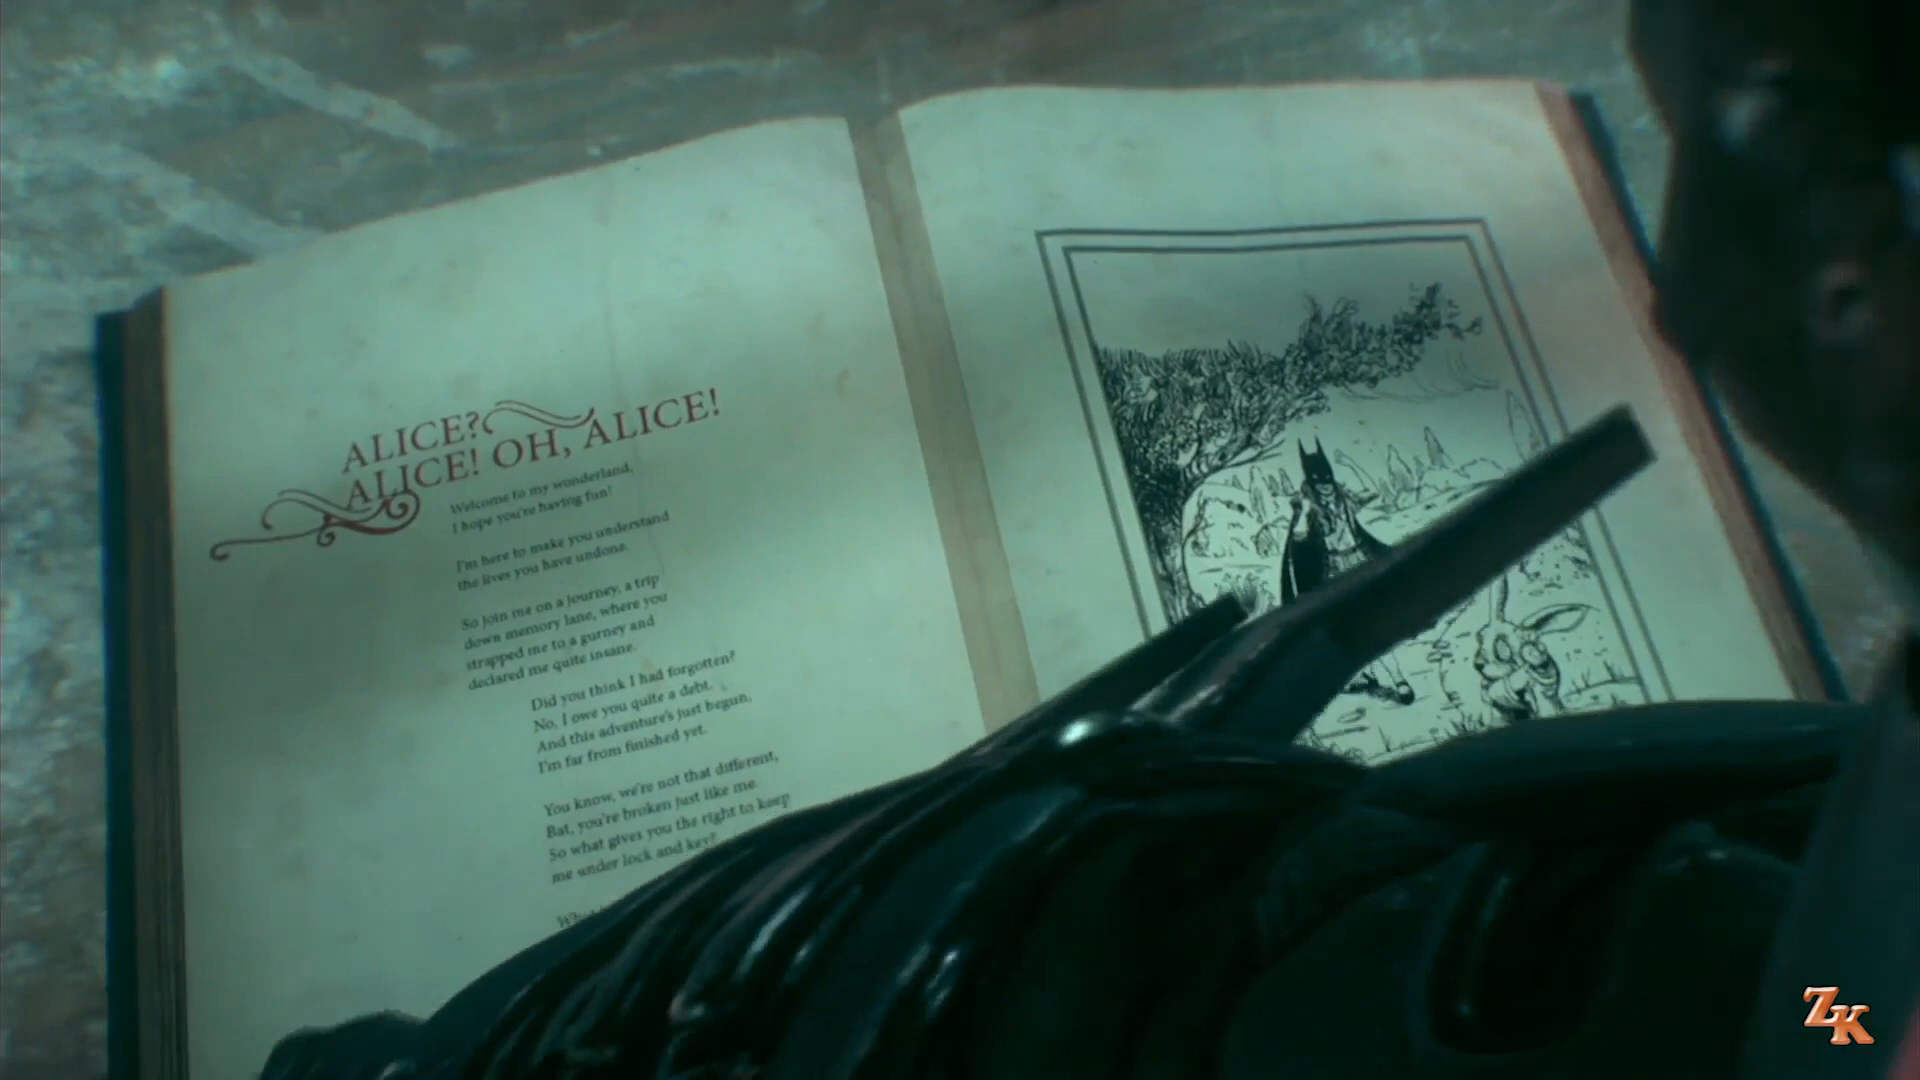 ALICE?
ALICE! OH, ALICE!
Welcome to my wonderland,
I hope you're having fun!
I'm here to make you understand
the lives you have undone.
So join me on a journey, a trip
down memory lane, where you
strapped me to a gurney and
declared me quite insane.
Did you think I had forgotten?
No, I owe you quite a debt.
And this adventure's just begun,
I'm far from finished yet.
You know, we're not that different,
Bat, you're broken just like me.
So what gives you the right to keep
me under lock and key?
ZK